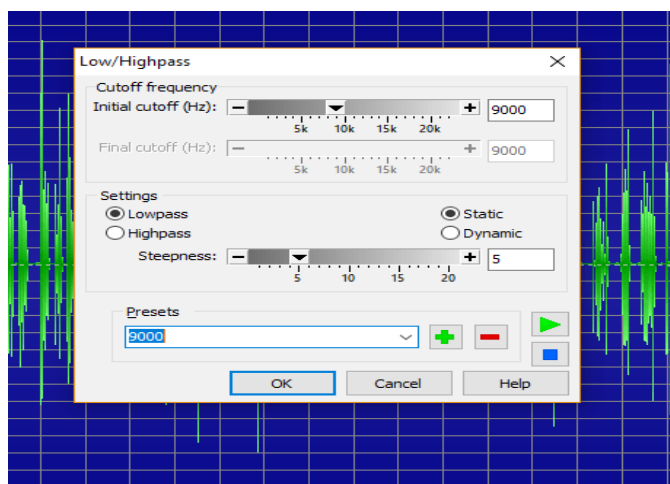 Low/Highpass
Cutoff frequency
Initial cutoff (Hz): 9000
5k 10k 15k 20k
Final cutoff (Hz): 9000
5k 10k 15k 20k
Settings
Lowpass Static
Highpass Dynamic
Steepness: 5
5 10 15 20
Presets
9000
OK Cancel Help